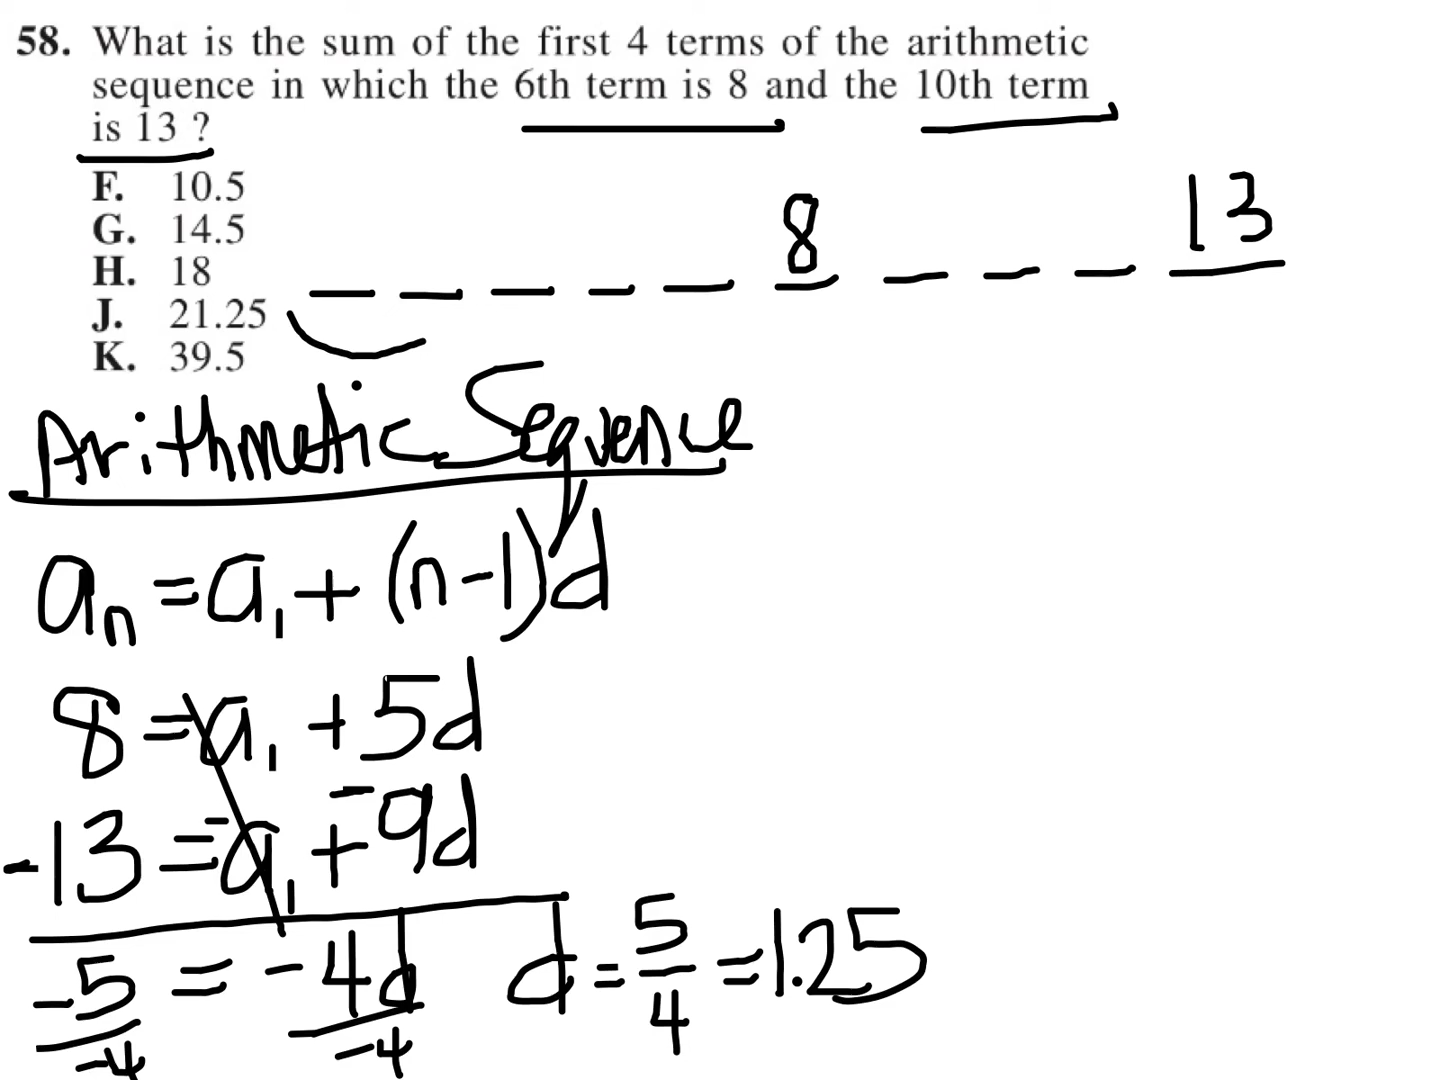 58. What is the sum of the first 4 terms of the arithmetic
sequence in which the 6th term is 8 and the 10th term
is 13 ?
F. 10.5
G. 14.5
H. 18
J. 21.25
K. 39.5
8 13
Arithmetic Sequence
aₙ = a₁ + (n-1)d
8 = a₁ + 5d
-13 = -a₁ + -9d
-5 = -4d d = 5/4 = 1.25
-4 -4